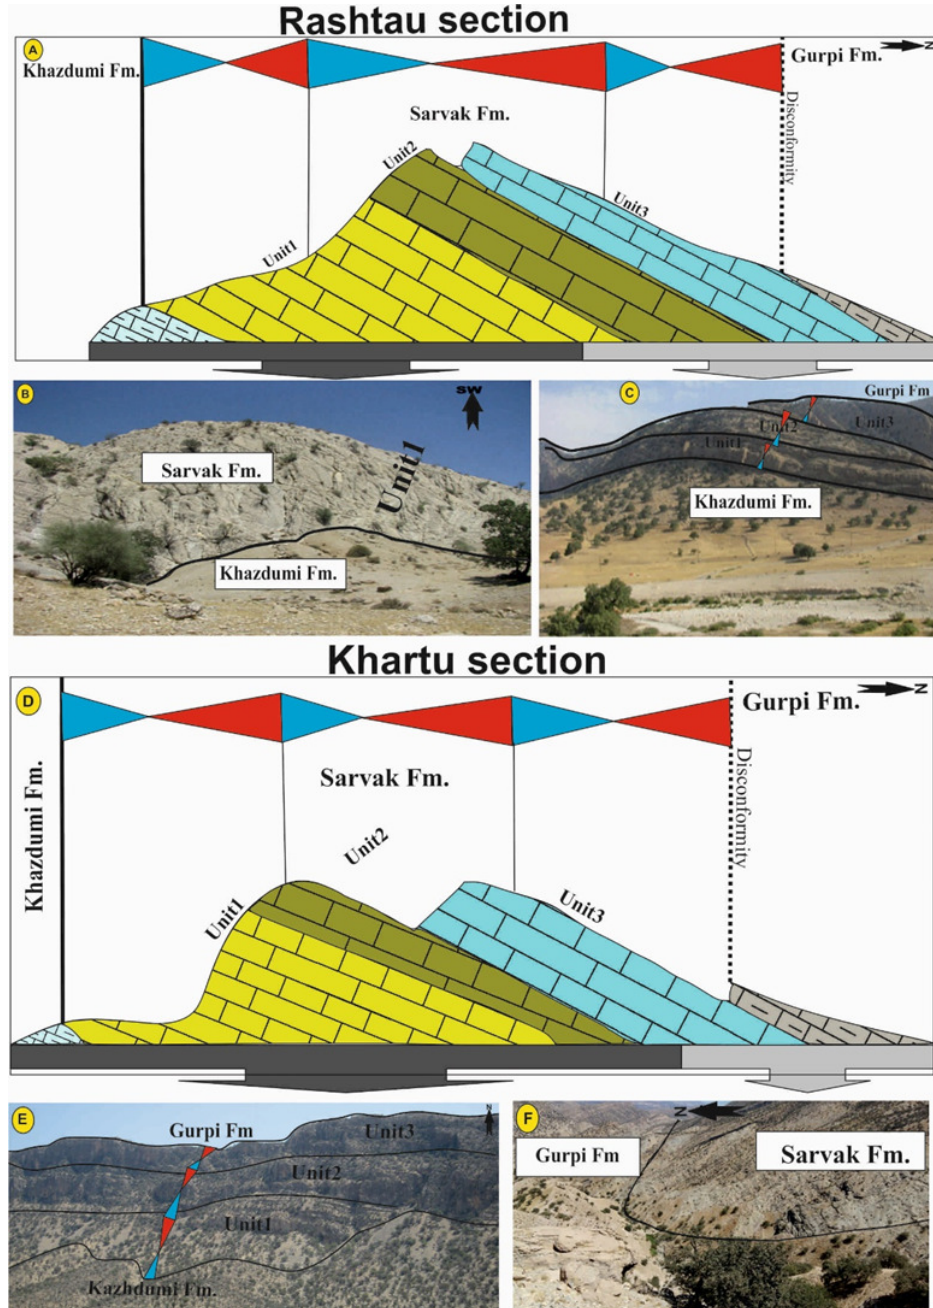 Rashtau section
A
N
Khazdumi Fm.
Gurpi Fm.
Sarvak Fm.
Disconformity
Unit2
Unit3
Unit1
B
SW
Sarvak Fm.
Unit1
Khazdumi Fm.
C
Gurpi Fm
Unit2
Unit3
Unit1
Khazdumi Fm.
Khartu section
D
N
Gurpi Fm.
Khazdumi Fm.
Sarvak Fm.
Disconformity
Unit2
Unit1
Unit3
E
N
Gurpi Fm
Unit3
Unit2
Unit1
Kazhdumi Fm.
F
N
Gurpi Fm
Sarvak Fm.